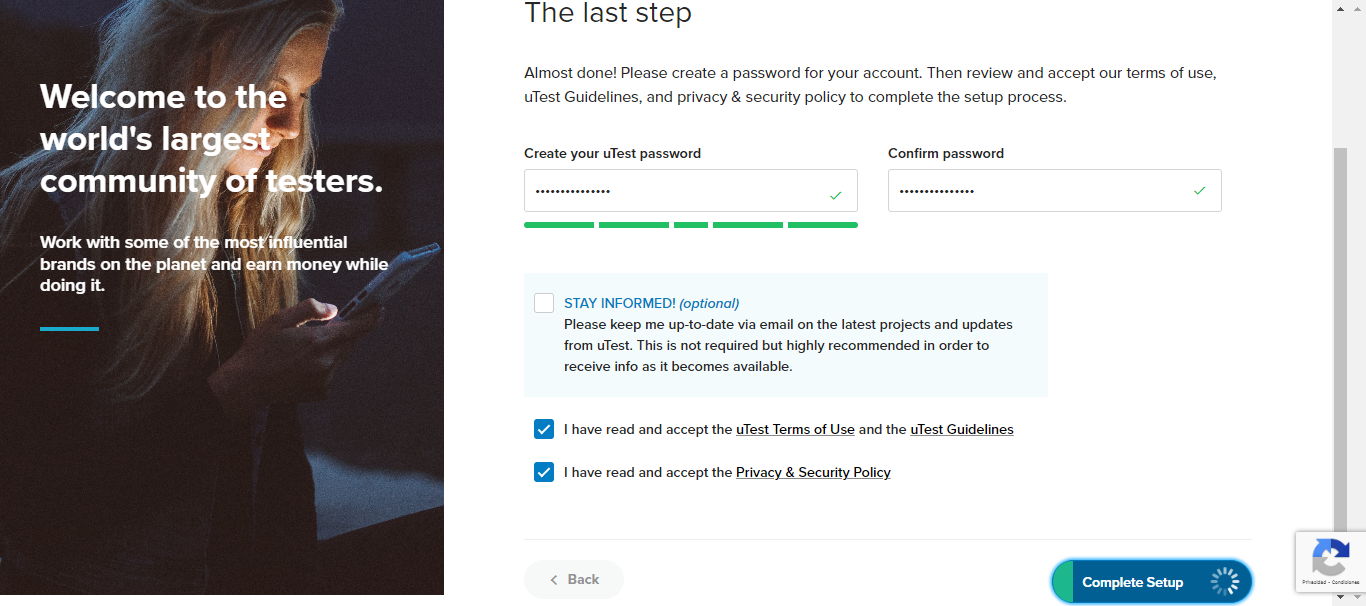 Welcome to the
world's largest
community of testers.
Work with some of the most influential
brands on the planet and earn money while
doing it.
The last step
Almost done! Please create a password for your account. Then review and accept our terms of use,
uTest Guidelines, and privacy & security policy to complete the setup process.
Create your uTest password
Confirm password
•••••••••••••••
•••••••••••••••
STAY INFORMED! (optional)
Please keep me up-to-date via email on the latest projects and updates
from uTest. This is not required but highly recommended in order to
receive info as it becomes available.
I have read and accept the uTest Terms of Use and the uTest Guidelines
I have read and accept the Privacy & Security Policy
Back
Complete Setup
Privacidad - Condiciones